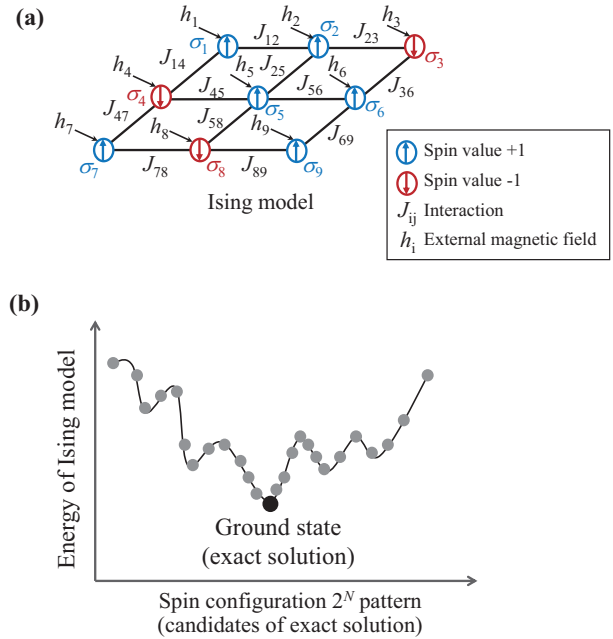 (a)
h1 h2 h3
σ1 J12 σ2 J23
J14 h4 h5 J25 h6 σ3
σ4 J45 J56 J36
J47 σ5 σ6
h7 h8 J58 h9 J69
σ7 J78 σ8 J89 σ9
Ising model
Spin value +1
Spin value -1
Jij Interaction
hi External magnetic field
(b)
Energy of Ising model
Ground state
(exact solution)
Spin configuration 2^N pattern
(candidates of exact solution)